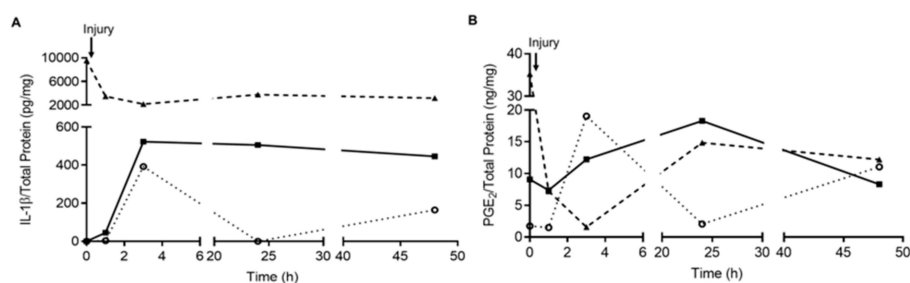 A
Injury
IL-1β/Total Protein (pg/mg)
10000
6000
2000
600
400
200
0
0 2 4 6 20 30 40 50
Time (h)
B
Injury
PGE₂/Total Protein (ng/mg)
40
30
20
15
10
5
0
0 2 4 6 20 25 30 40 45 50
Time (h)